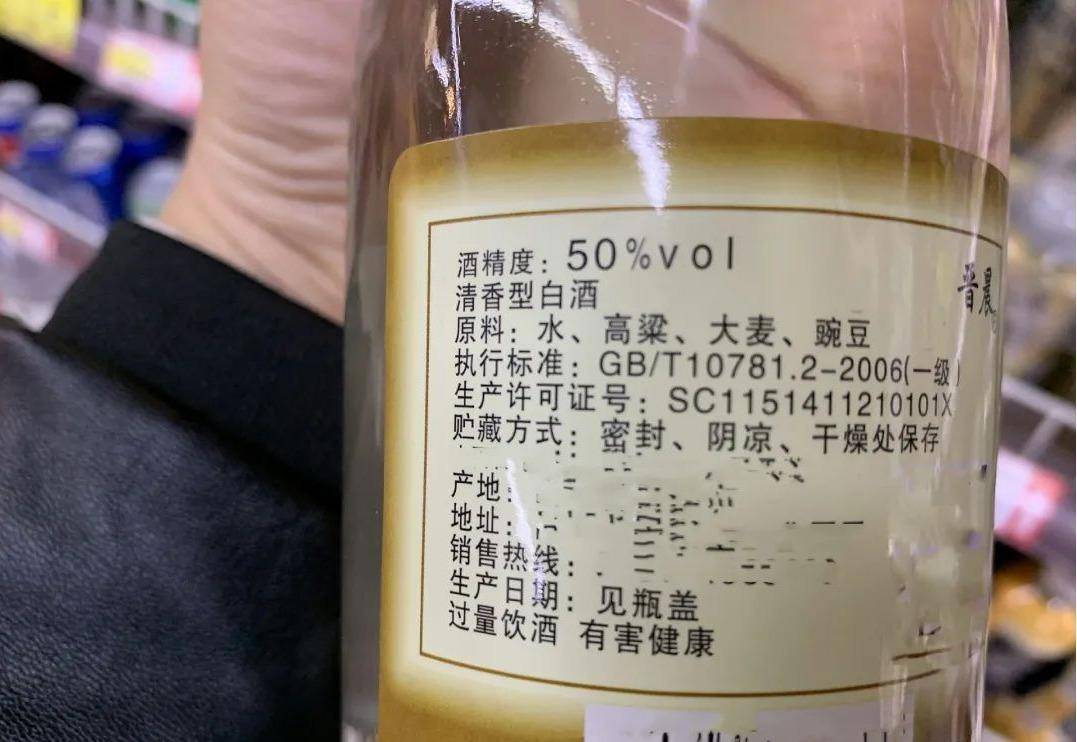 酒精度：50%vol
清香型白酒
晋晨
原料：水、高粱、大麦、豌豆
执行标准：GB/T10781.2-2006(一级)
生产许可证号：SC1151411210101X
贮藏方式：密封、阴凉、干燥处保存
产地：
地址：
销售热线：
生产日期：见瓶盖
过量饮酒 有害健康